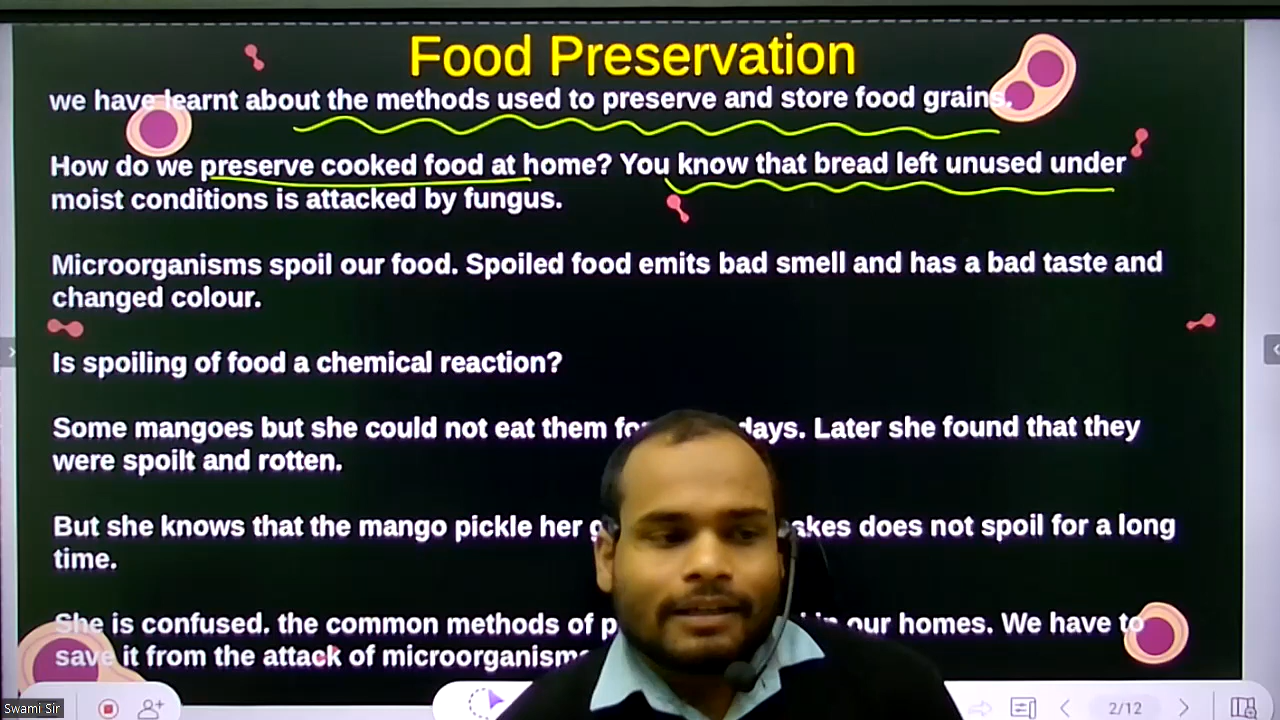 Food Preservation
we have learnt about the methods used to preserve and store food grains.
How do we preserve cooked food at home? You know that bread left unused under
moist conditions is attacked by fungus.
Microorganisms spoil our food. Spoiled food emits bad smell and has a bad taste and
changed colour.
Is spoiling of food a chemical reaction?
Some mangoes but she could not eat them days. Later she found that they
were spoilt and rotten.
But she knows that the mango pickle her does not spoil for a long
time.
She is confused. the common methods of our homes. We have to
save it from the attack of microorganisms
Swami Sir
2/12